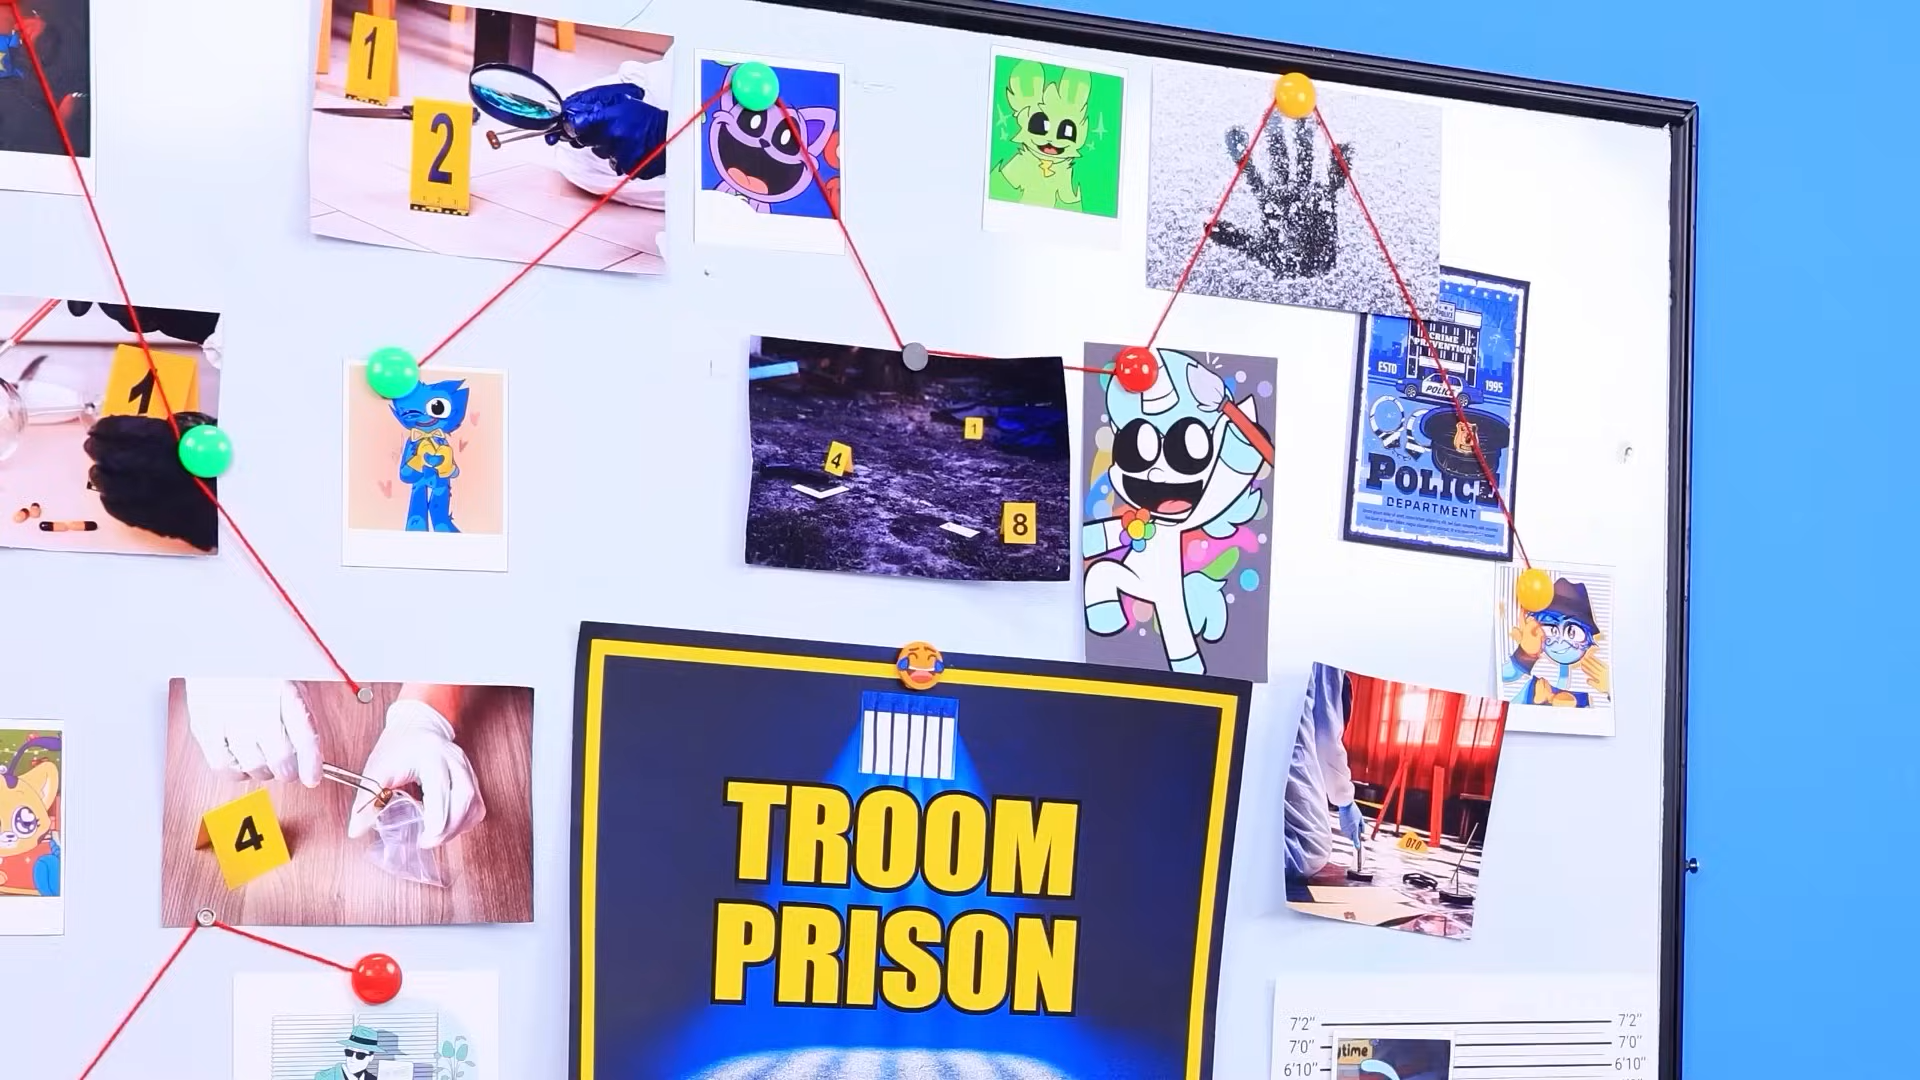 1
2
1
CRIME
PREVENTION
ESTD
1995
POLICE
POLICE
DEPARTMENT
1
4
8
4
TROOM
PRISON
7'2" 7'2"
7'0" 7'0"
6'10" 6'10"